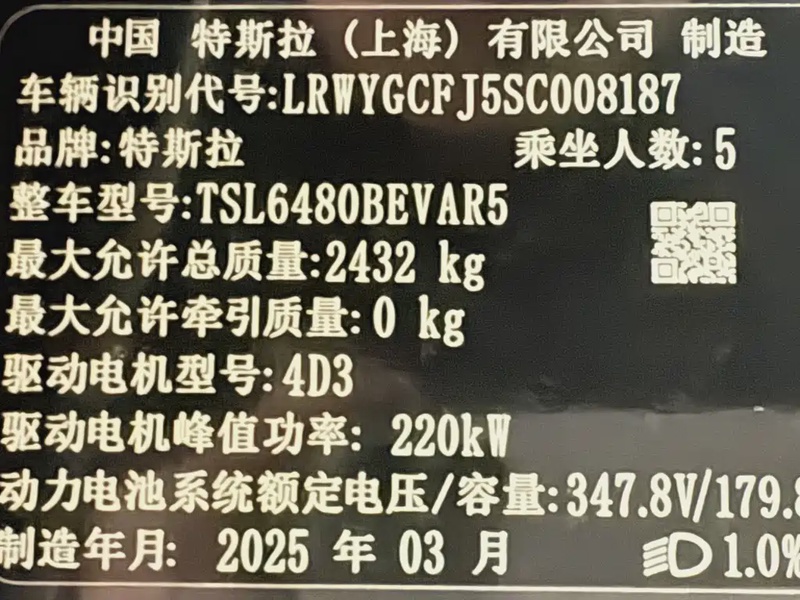 中国 特斯拉（上海）有限公司 制造
车辆识别代号:LRWYGCFJ5SC008187
品牌:特斯拉 乘坐人数:5
整车型号:TSL6480BEVAR5
最大允许总质量:2432 kg
最大允许牵引质量:0 kg
驱动电机型号:4D3
驱动电机峰值功率: 220kW
动力电池系统额定电压/容量:347.8V/179.8
制造年月: 2025 年 03 月 1.0%